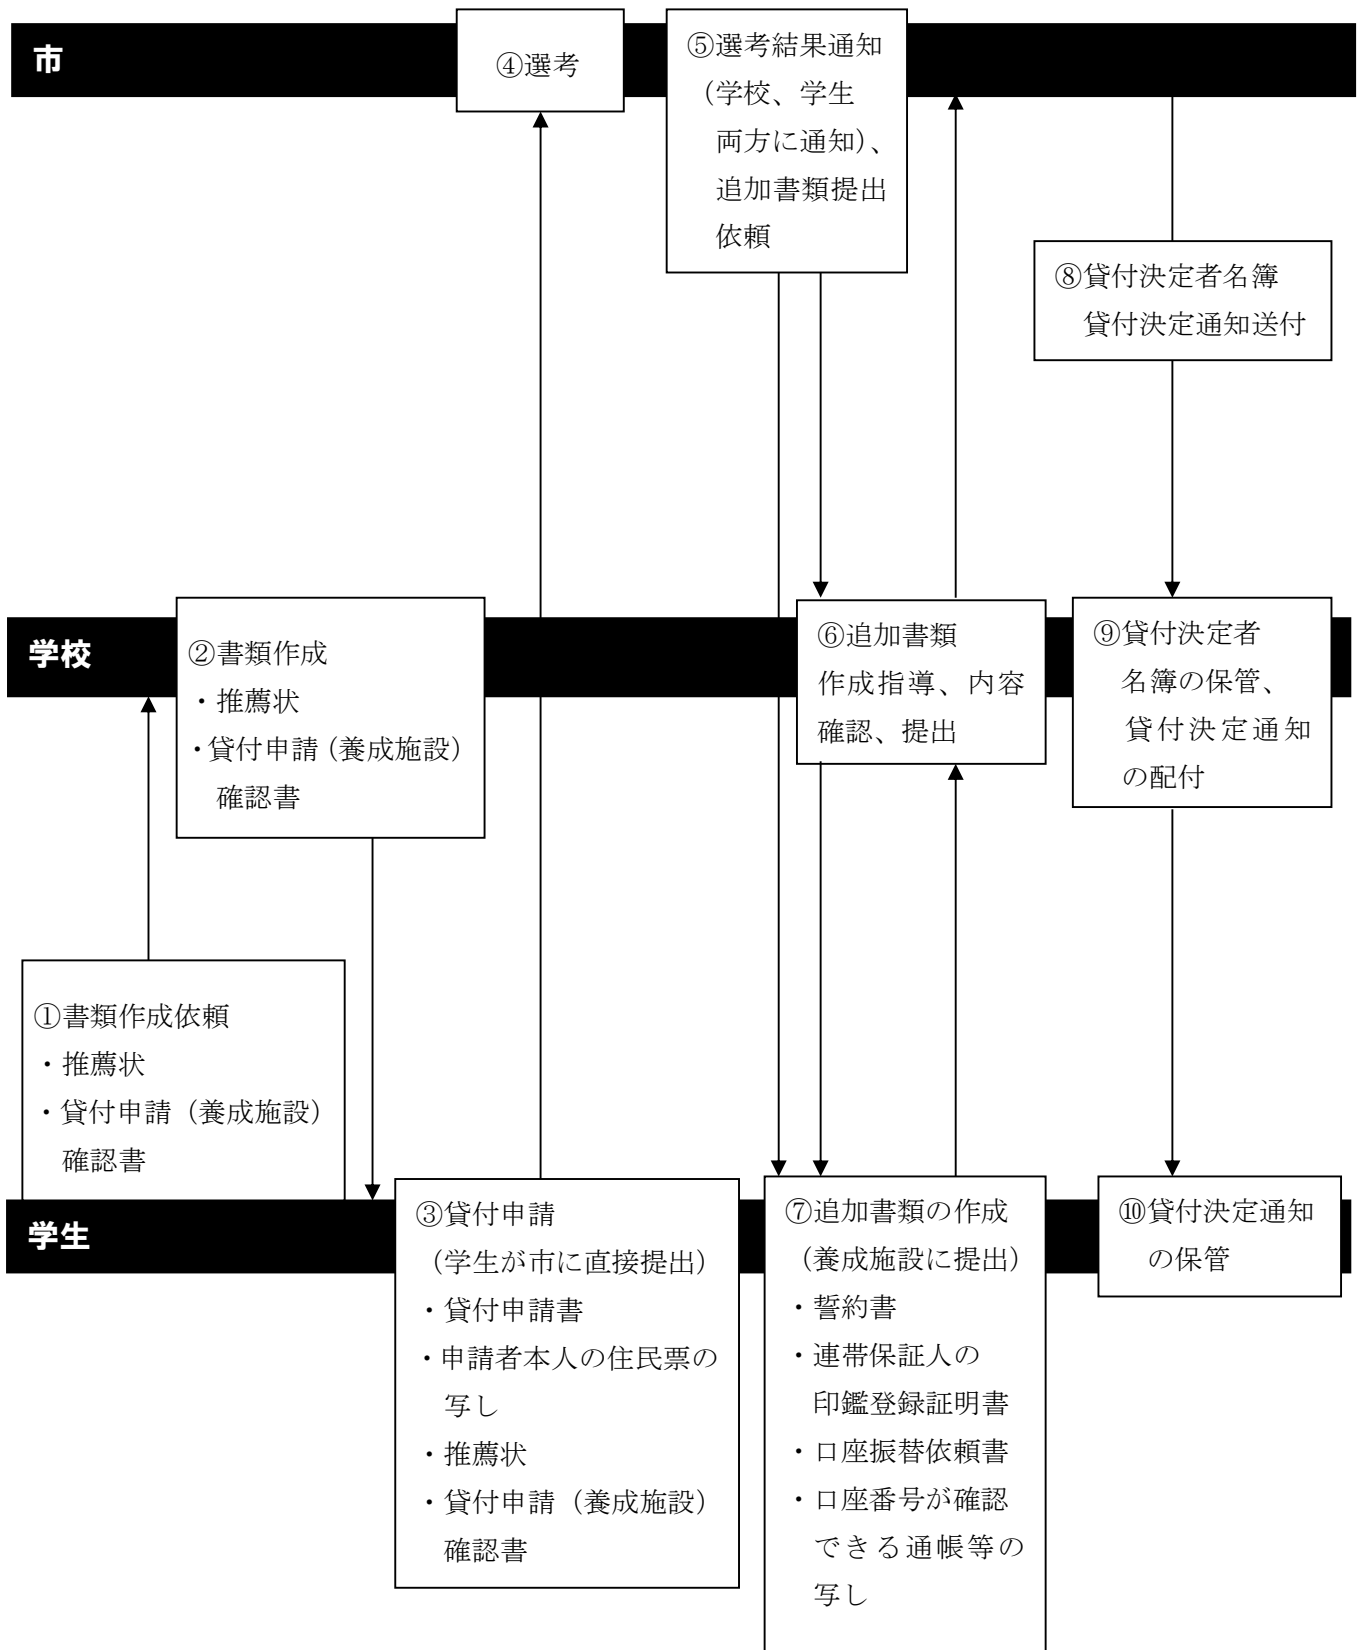 市
④選考
⑤選考結果通知
（学校、学生
両方に通知）、
追加書類提出
依頼
⑧貸付決定者名簿
貸付決定通知送付
学校
②書類作成
・推薦状
・貸付申請（養成施設）
確認書
⑥追加書類
作成指導、内容
確認、提出
⑨貸付決定者
名簿の保管、
貸付決定通知
の配付
①書類作成依頼
・推薦状
・貸付申請（養成施設）
確認書
学生
③貸付申請
（学生が市に直接提出）
・貸付申請書
・申請者本人の住民票の
写し
・推薦状
・貸付申請（養成施設）
確認書
⑦追加書類の作成
（養成施設に提出）
・誓約書
・連帯保証人の
印鑑登録証明書
・口座振替依頼書
・口座番号が確認
できる通帳等の
写し
⑩貸付決定通知
の保管